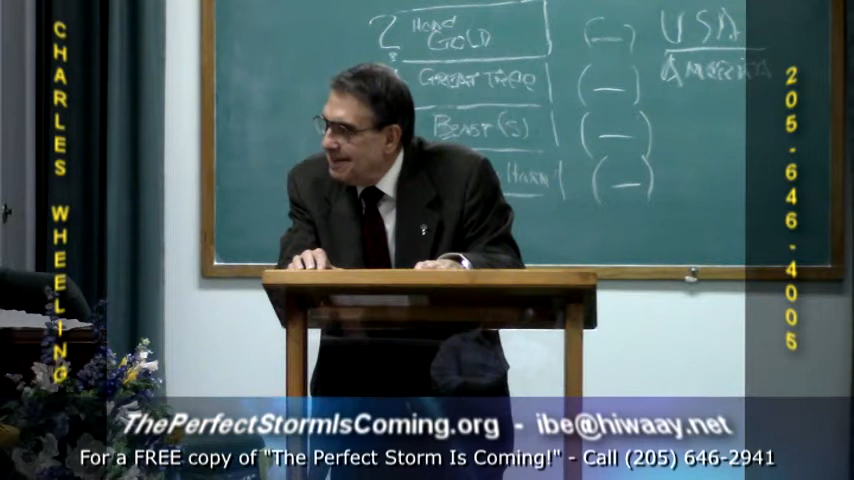 CHARLES WHEELING
2 HEAD
GOLD
(—)
USA
AMERICA
GREAT TREE
(—)
BEAST(S)
(—)
HORN
(—)
205-646-4005
ThePerfectStormIsComing.org - ibe@hiwaay.net
For a FREE copy of "The Perfect Storm Is Coming!" - Call (205) 646-2941